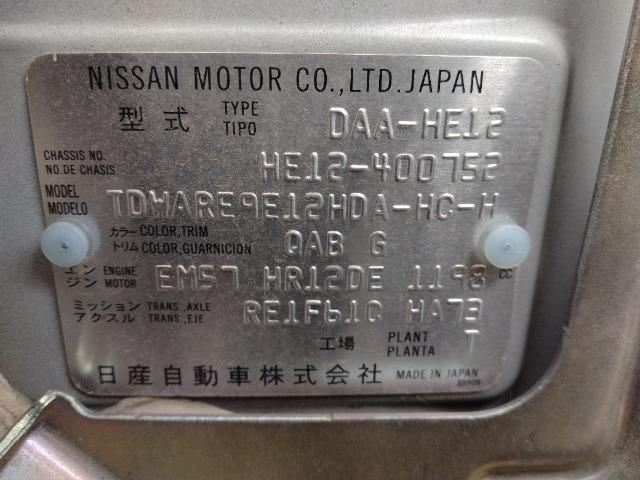 NISSAN MOTOR CO.,LTD.JAPAN
型式 TYPE TIPO DAA-HE12
CHASSIS NO. NO.DE CHASIS HE12-400752
MODEL MODELO TDWARE9E12HDA-HC-H
カラー COLOR,TRIM トリム COLOR,GUARNICION QAB G
エンジン ENGINE MOTOR EM57 HR12DE 1198 CC
ミッション TRANS.,AXLE アクスル TRANS.,EJE RE1F61C HA73
工場 PLANT PLANTA T
日産自動車株式会社 MADE IN JAPAN